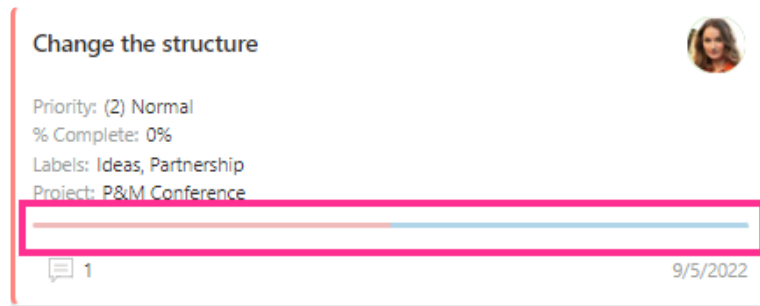 Change the structure
Priority: (2) Normal
% Complete: 0%
Labels: Ideas, Partnership
Project: P&M Conference
1
9/5/2022